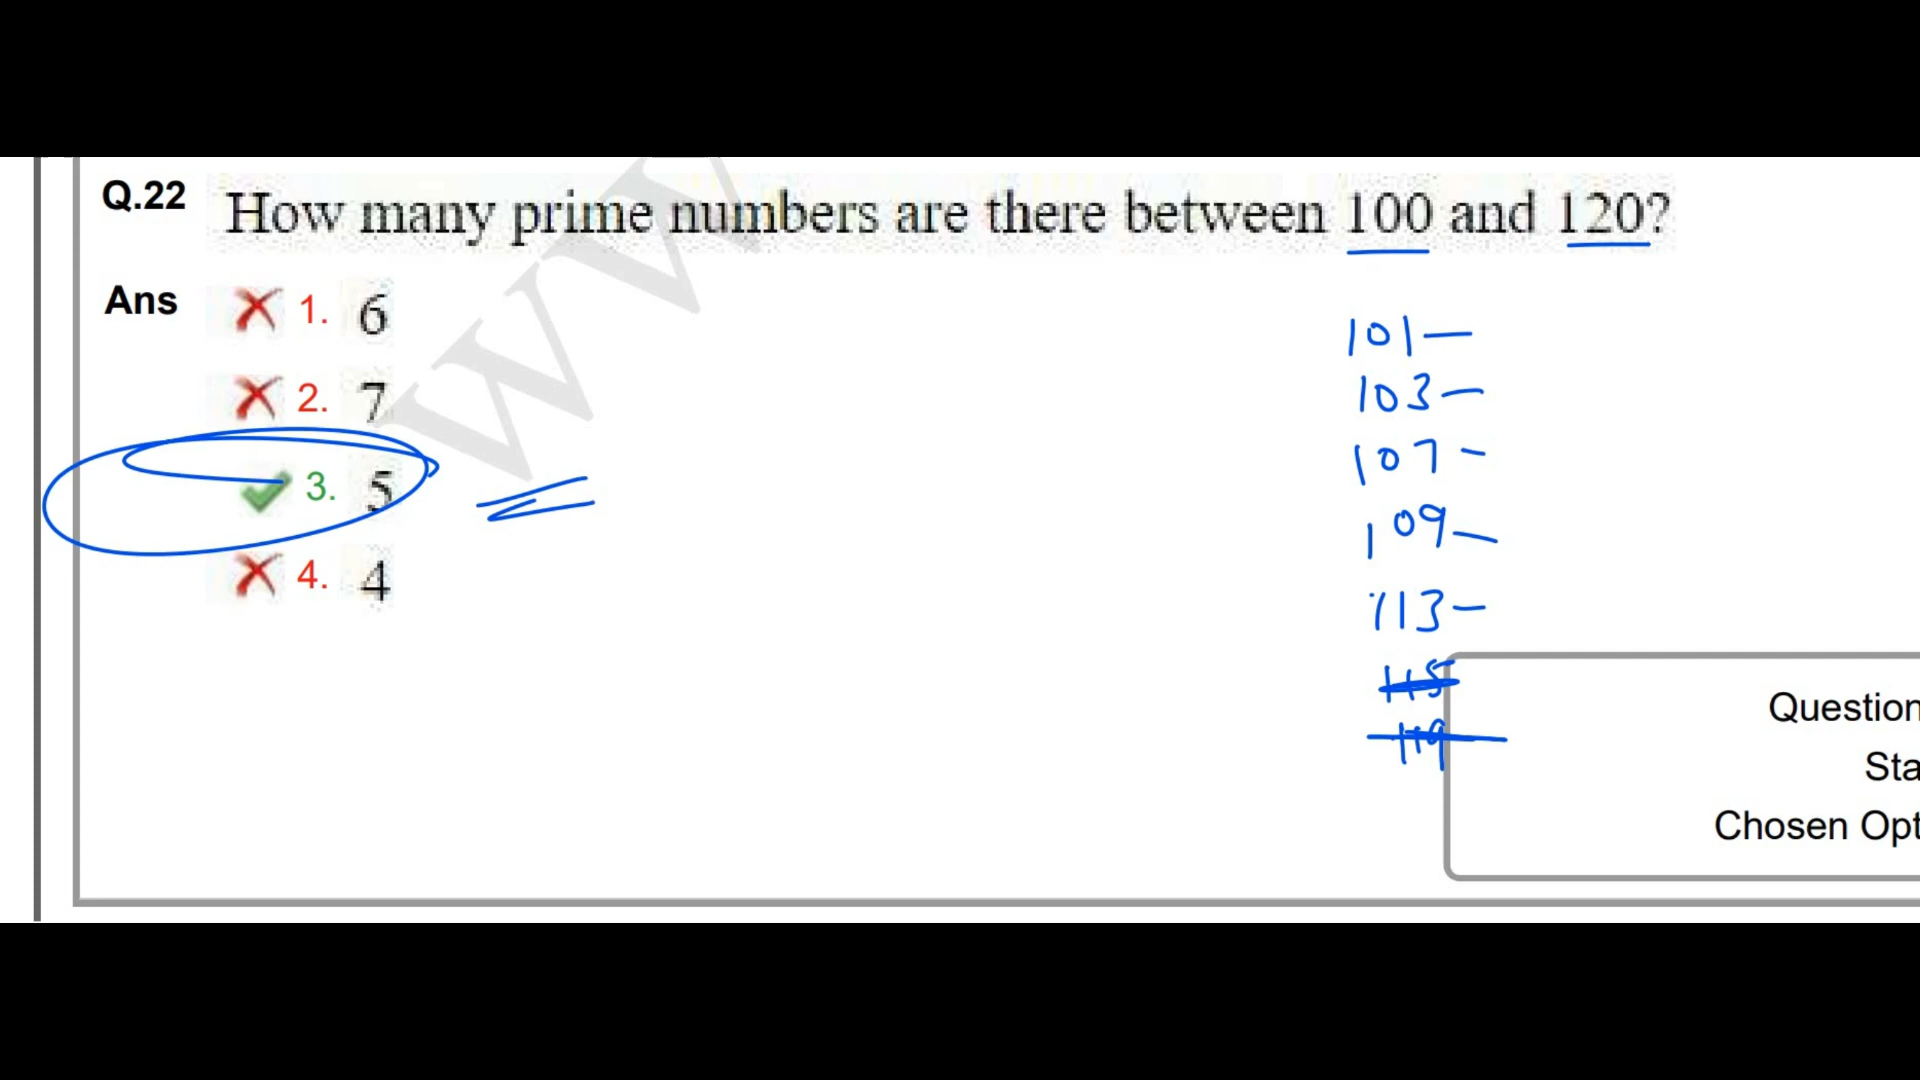 Q.22 How many prime numbers are there between 100 and 120?
Ans 1. 6
2. 7
3. 5
4. 4
101—
103—
107-
109-
113-
115
119
Question
Sta
Chosen Opt
WW